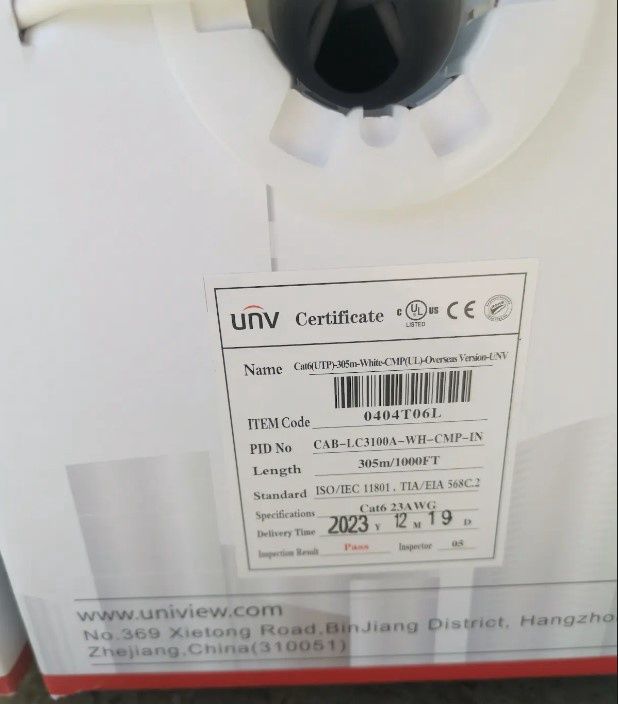 UNV Certificate C UL US LISTED CE
Name Cat6(UTP)-305m-White-CMP(UL)-Overseas Version-UNV
ITEM Code 0404T06L
PID No CAB-LC3100A-WH-CMP-IN
Length 305m/1000FT
Standard ISO/IEC 11801, TIA/EIA 568C.2
Specifications Cat6 23AWG
Delivery Time 2023 Y 12 M 19 D
Inspection Result Pass Inspector 05
www.uniview.com
No.369 Xietong Road,BinJiang District, Hangzho
Zhejiang,China(310051)